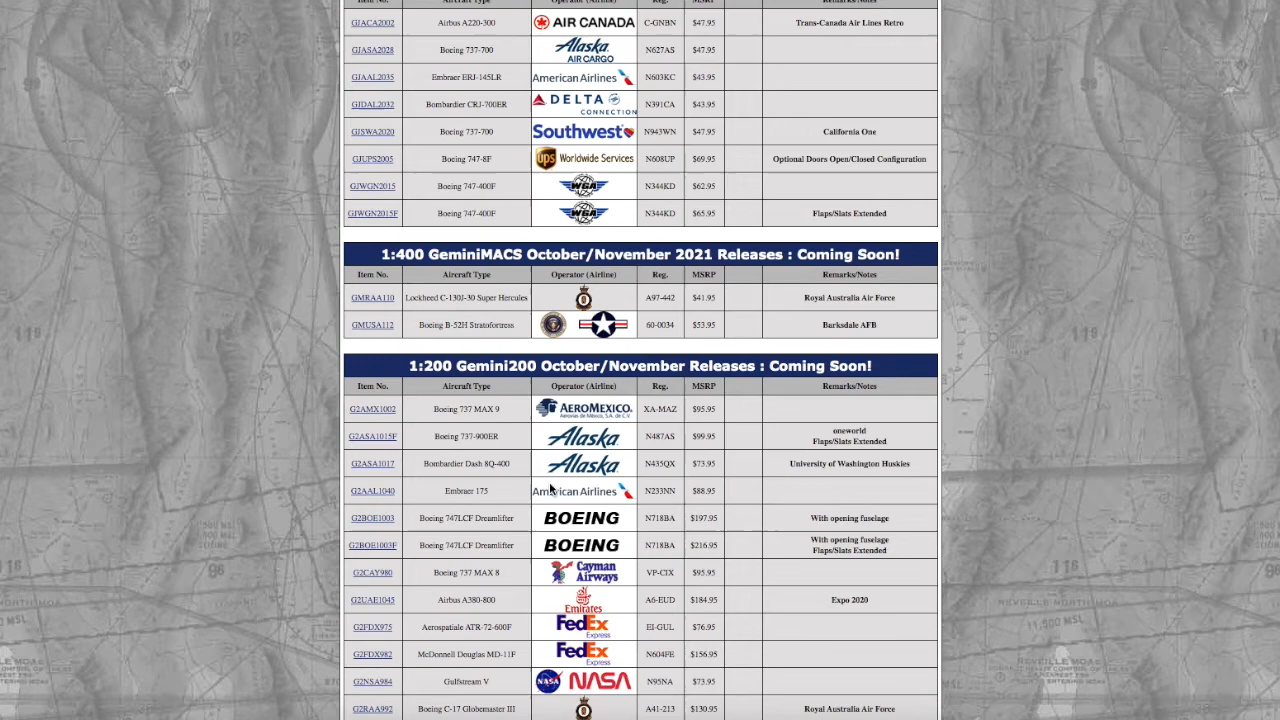 Item No. Aircraft Type Operator (Airline) Reg. MSRP Remarks/Notes
GJACA2002 Airbus A220-300 AIR CANADA C-GNBN $47.95 Trans-Canada Air Lines Retro
GJASA2028 Boeing 737-700 Alaska AIR CARGO N627AS $47.95
GJAAL2035 Embraer ERJ-145LR American Airlines N603KC $43.95
GJDAL2032 Bombardier CRJ-700ER DELTA CONNECTION N391CA $43.95
GJSWA2020 Boeing 737-700 Southwest N943WN $47.95 California One
GJUPS2005 Boeing 747-8F ups Worldwide Services N608UP $69.95 Optional Doors Open/Closed Configuration
GJWGN2015 Boeing 747-400F WGA N344KD $62.95
GJWGN2015F Boeing 747-400F WGA N344KD $65.95 Flaps/Slats Extended
1:400 GeminiMACS October/November 2021 Releases : Coming Soon!
Item No. Aircraft Type Operator (Airline) Reg. MSRP Remarks/Notes
GMRAA110 Lockheed C-130J-30 Super Hercules A97-442 $41.95 Royal Australia Air Force
GMUSA112 Boeing B-52H Stratofortress 60-0034 $53.95 Barksdale AFB
1:200 Gemini200 October/November Releases : Coming Soon!
Item No. Aircraft Type Operator (Airline) Reg. MSRP Remarks/Notes
G2AMX1002 Boeing 737 MAX 9 AEROMEXICO. Aerovias de México, S.A. de C.V. XA-MAZ $95.95
G2ASA1015F Boeing 737-900ER Alaska N487AS $99.95 oneworld
Flaps/Slats Extended
G2ASA1017 Bombardier Dash 8Q-400 Alaska N435QX $73.95 University of Washington Huskies
G2AAL1040 Embraer 175 American Airlines N233NN $88.95
G2BOE1003 Boeing 747LCF Dreamlifter BOEING N718BA $197.95 With opening fuselage
G2BOE1003F Boeing 747LCF Dreamlifter BOEING N718BA $216.95 With opening fuselage
Flaps/Slats Extended
G2CAY980 Boeing 737 MAX 8 Cayman Airways VP-CIX $95.95
G2UAE1045 Airbus A380-800 Emirates A6-EUD $184.95 Expo 2020
G2FDX975 Aerospatiale ATR-72-600F FedEx Express EI-GUL $76.95
G2FDX982 McDonnell Douglas MD-11F FedEx Express N604FE $156.95
Gulfstream V NASA NASA N95NA $73.95
G2RAA992 Boeing C-17 Globemaster III A41-213 $130.95 Royal Australia Air Force